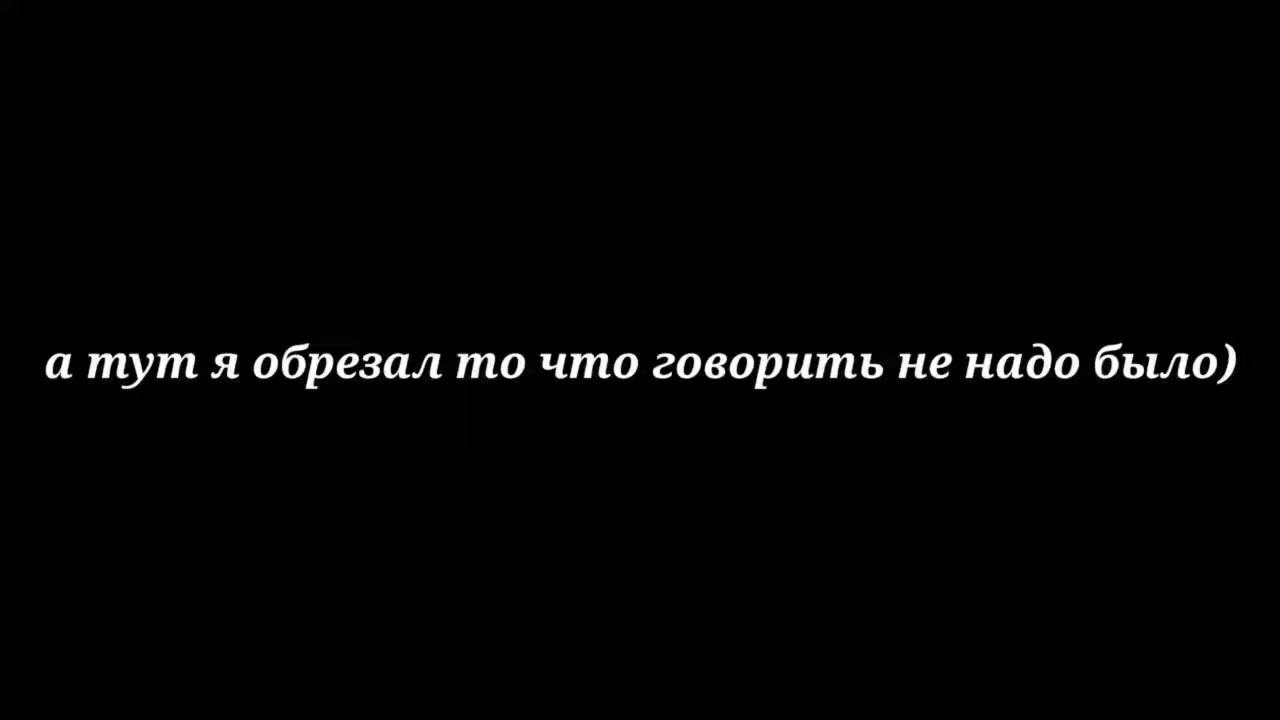 а тут я обрезал то что говорить не надо было)